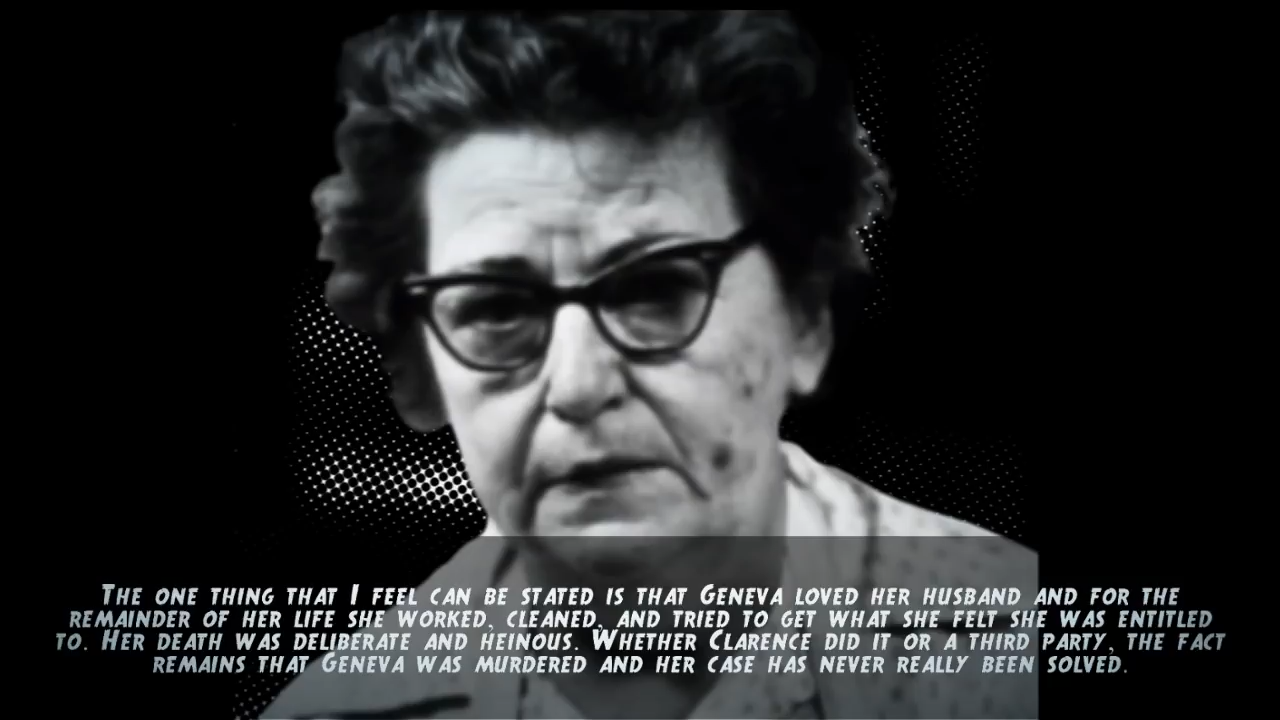 The one thing that I feel can be stated is that Geneva loved her husband and for the
remainder of her life she worked, cleaned, and tried to get what she felt she was entitled
to. Her death was deliberate and heinous. Whether Clarence did it or a third party, the fact
remains that Geneva was murdered and her case has never really been solved.